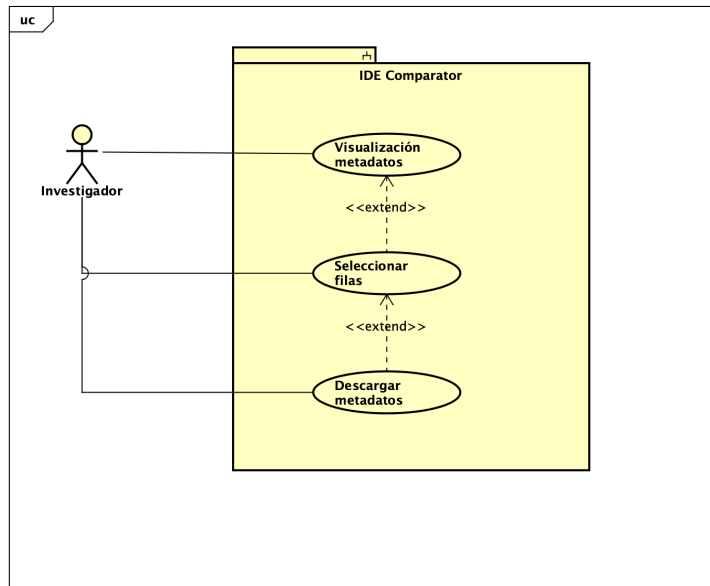 uc
IDE Comparator
Visualización
metadatos
Investigador
<<extend>>
Seleccionar
filas
<<extend>>
Descargar
metadatos